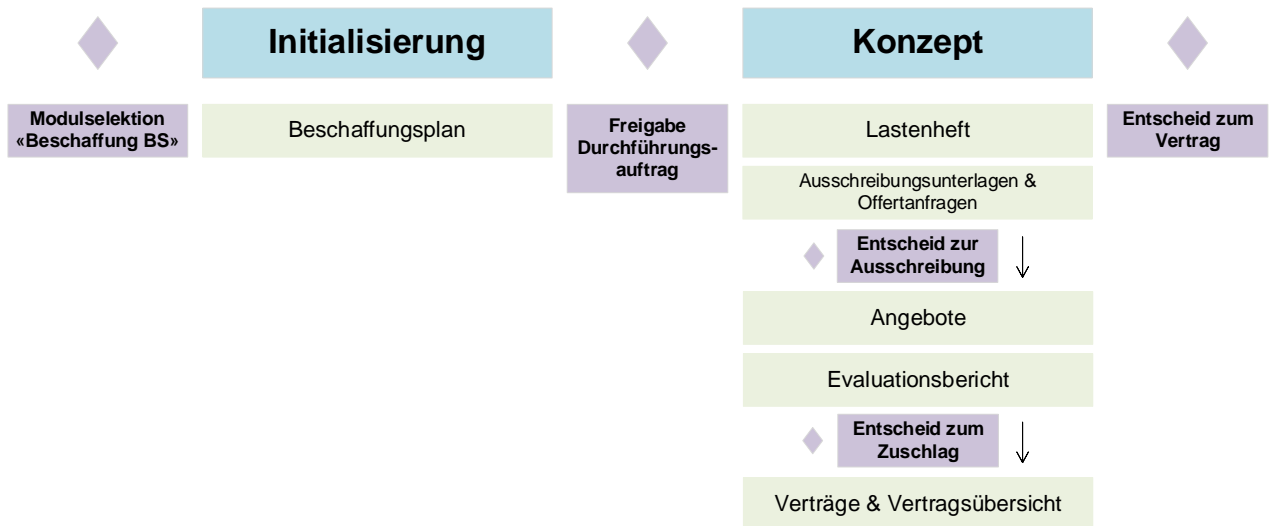 Initialisierung
Konzept
Modulselektion
«Beschaffung BS»
Beschaffungsplan
Freigabe
Durchführungs-
auftrag
Lastenheft
Entscheid zum
Vertrag
Ausschreibungsunterlagen &
Offertanfragen
Entscheid zur
Ausschreibung
Angebote
Evaluationsbericht
Entscheid zum
Zuschlag
Verträge & Vertragsübersicht